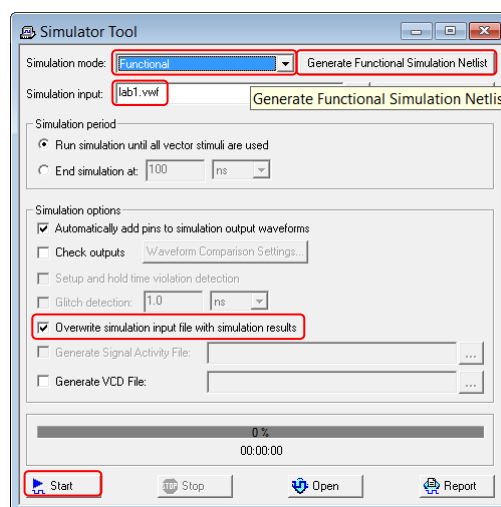 Simulator Tool
Simulation mode: Functional Generate Functional Simulation Netlist
Simulation input: lab1.vwf
Generate Functional Simulation Netlis
Simulation period
Run simulation until all vector stimuli are used
End simulation at: 100 ns
Simulation options
Automatically add pins to simulation output waveforms
Check outputs Waveform Comparison Settings...
Setup and hold time violation detection
Glitch detection: 1.0 ns
Overwrite simulation input file with simulation results
Generate Signal Activity File: ...
Generate VCD File: ...
0 %
00:00:00
Start STOP Stop Open Report